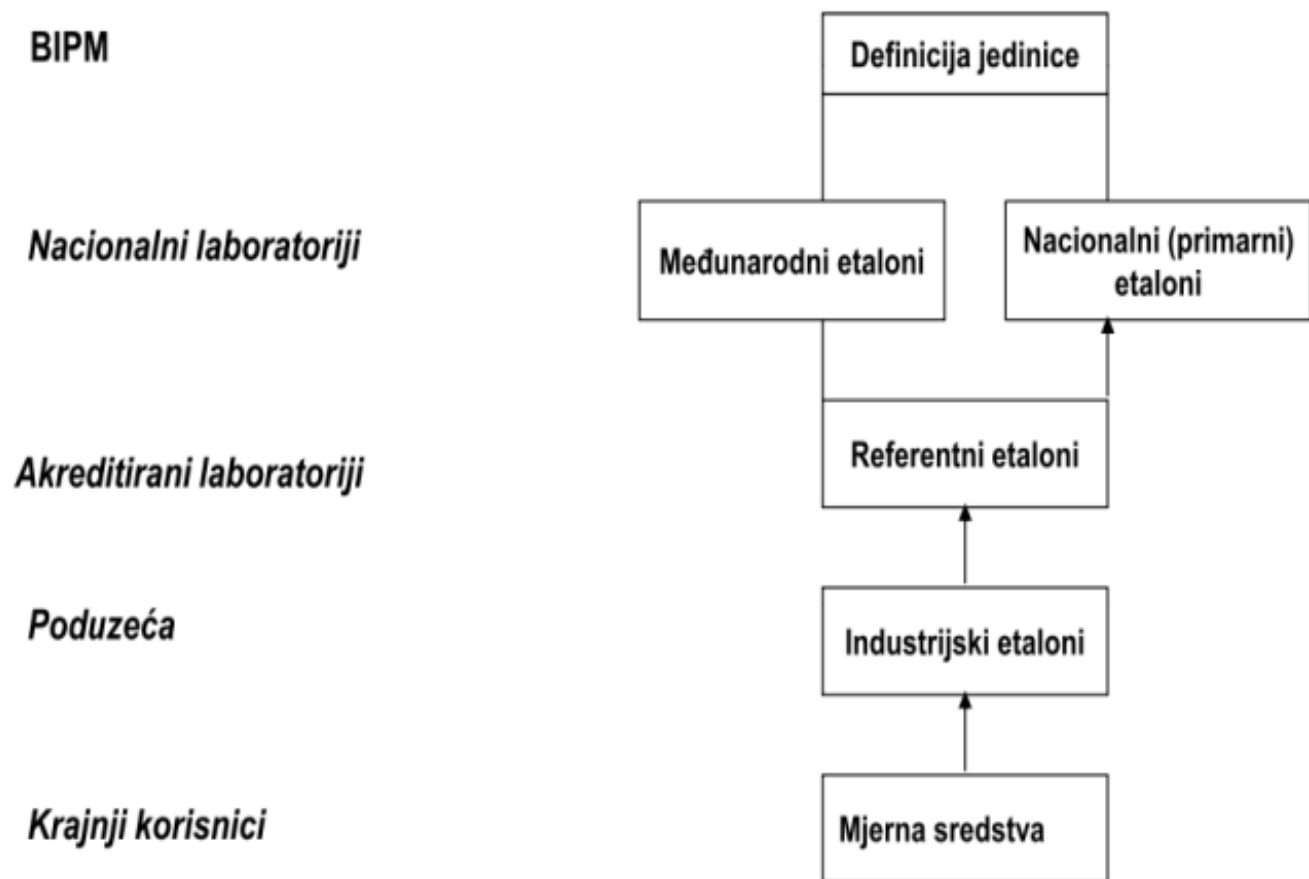 BIPM
Definicija jedinice
Nacionalni laboratoriji
Međunarodni etaloni
Nacionalni (primarni)
etaloni
Akreditirani laboratoriji
Referentni etaloni
Poduzeća
Industrijski etaloni
Krajnji korisnici
Mjerna sredstva